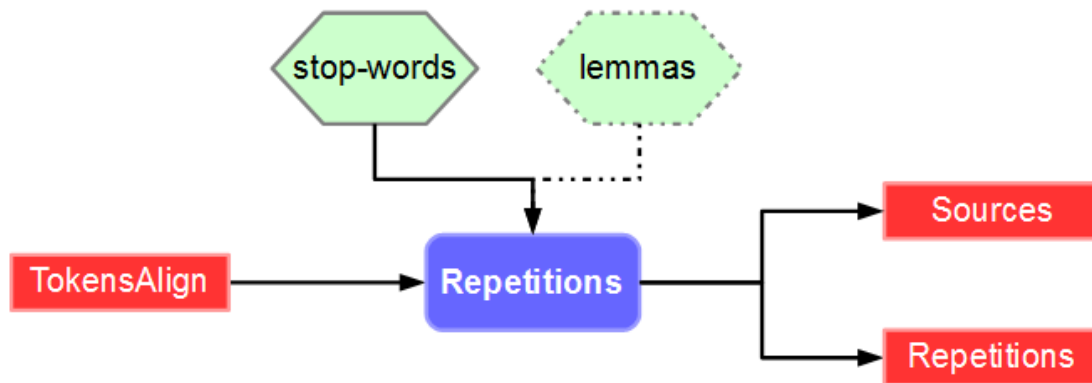 stop-words
lemmas
Sources
TokensAlign
Repetitions
Repetitions